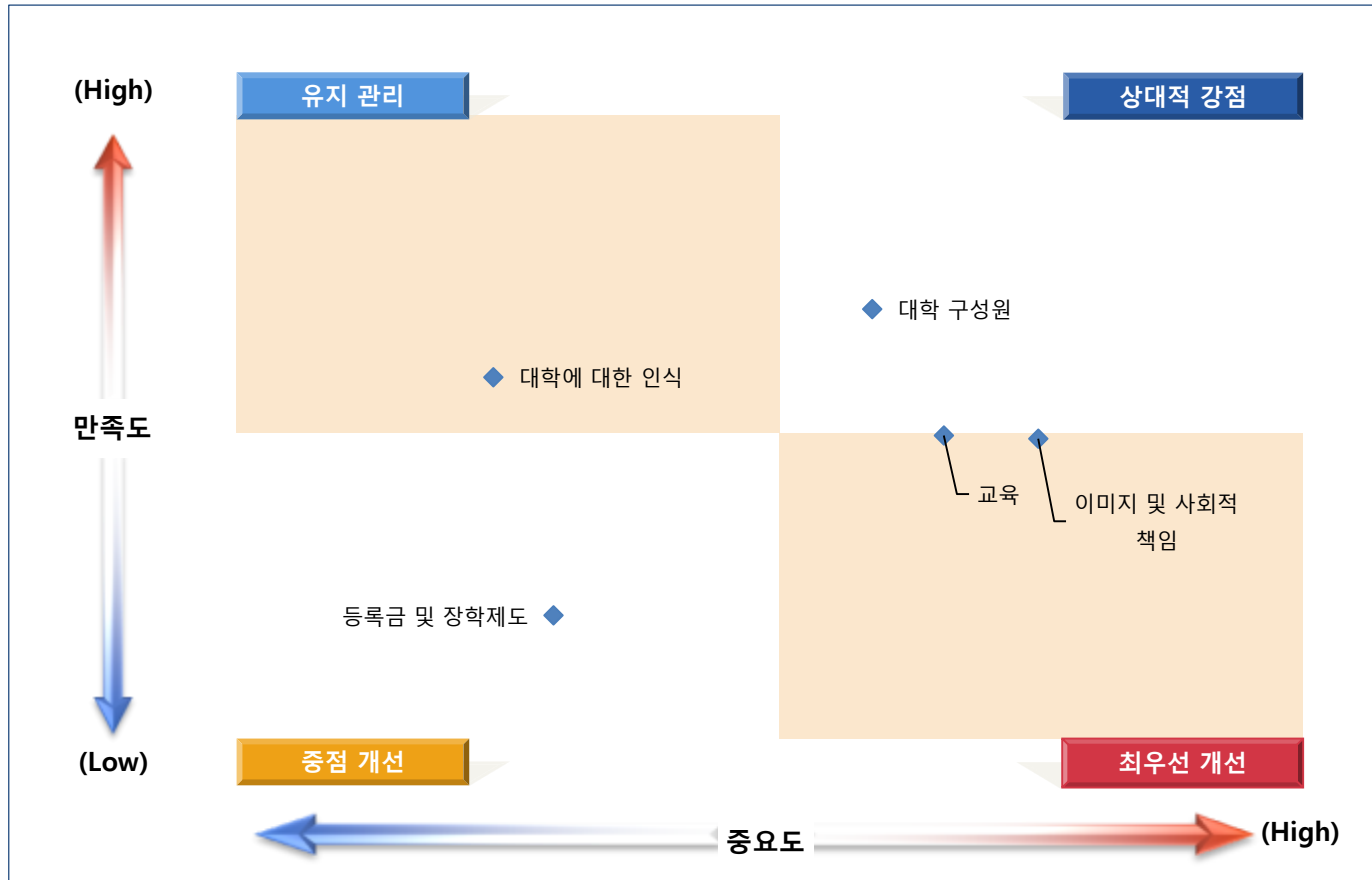 (High)
유지 관리
상대적 강점
대학 구성원
대학에 대한 인식
만족도
교육
이미지 및 사회적
책임
등록금 및 장학제도
(Low)
중점 개선
최우선 개선
중요도
(High)